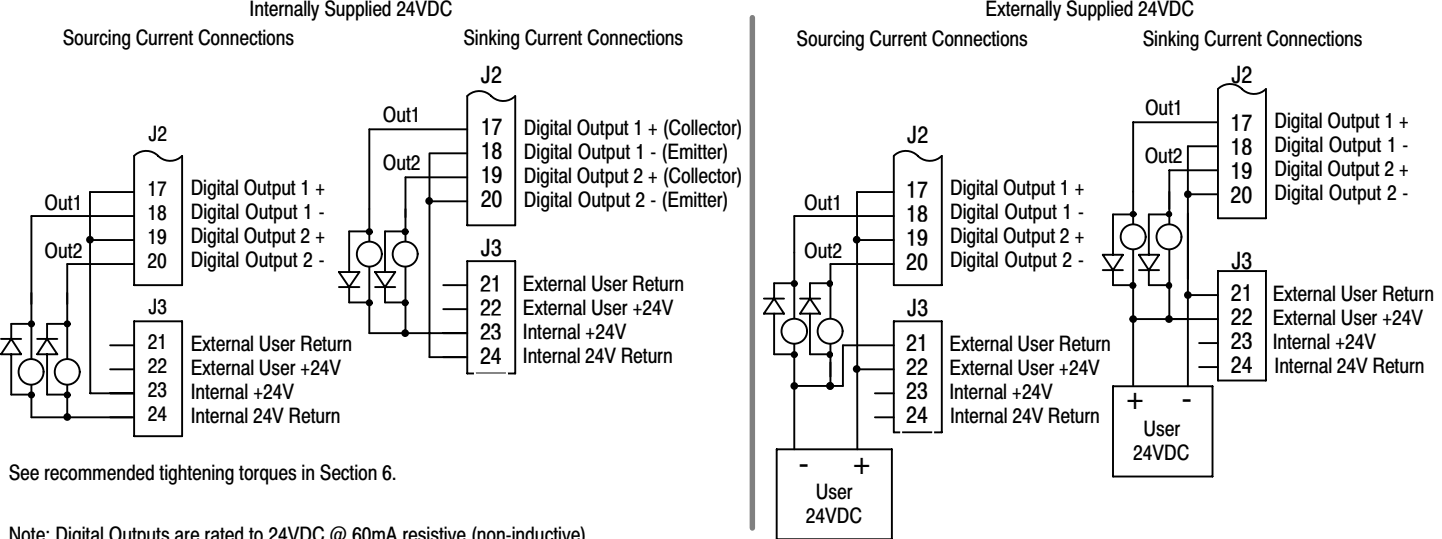 Internally Supplied 24VDC
Sourcing Current Connections
Sinking Current Connections
J2
17 Digital Output 1 +
18 Digital Output 1 -
19 Digital Output 2 +
20 Digital Output 2 -
Out1
Out2
J3
21 External User Return
22 External User +24V
23 Internal +24V
24 Internal 24V Return
J2
Out1
Out2
17 Digital Output 1 + (Collector)
18 Digital Output 1 - (Emitter)
19 Digital Output 2 + (Collector)
20 Digital Output 2 - (Emitter)
J3
21 External User Return
22 External User +24V
23 Internal +24V
24 Internal 24V Return
See recommended tightening torques in Section 6.
Note: Digital Outputs are rated to 24VDC @ 60mA resistive (non-inductive)
Externally Supplied 24VDC
Sourcing Current Connections
Sinking Current Connections
J2
17 Digital Output 1 +
18 Digital Output 1 -
19 Digital Output 2 +
20 Digital Output 2 -
Out1
Out2
J3
21 External User Return
22 External User +24V
23 Internal +24V
24 Internal 24V Return
- +
User
24VDC
J2
Out1
Out2
17 Digital Output 1 +
18 Digital Output 1 -
19 Digital Output 2 +
20 Digital Output 2 -
J3
21 External User Return
22 External User +24V
23 Internal +24V
24 Internal 24V Return
+ -
User
24VDC